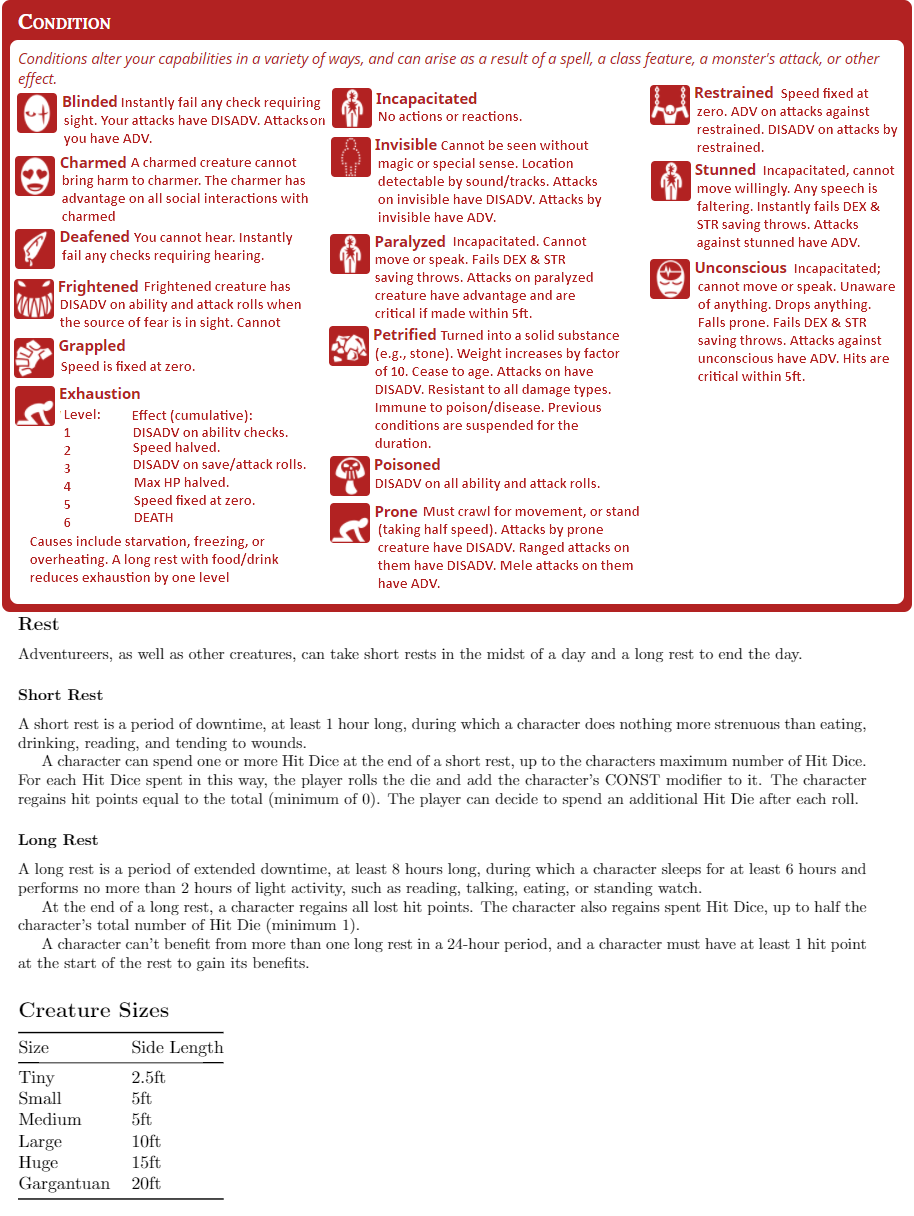 CONDITION
Conditions alter your capabilities in a variety of ways, and can arise as a result of a spell, a class feature, a monster's attack, or other
effect.
Blinded Instantly fail any check requiring
sight. Your attacks have DISADV. Attacks on
you have ADV.
Charmed A charmed creature cannot
bring harm to charmer. The charmer has
advantage on all social interactions with
charmed
Deafened You cannot hear. Instantly
fail any checks requiring hearing.
Frightened Frightened creature has
DISADV on ability and attack rolls when
the source of fear is in sight. Cannot
Grappled
Speed is fixed at zero.
Exhaustion
Level: Effect (cumulative):
1 DISADV on ability checks.
2 Speed halved.
3 DISADV on save/attack rolls.
4 Max HP halved.
5 Speed fixed at zero.
6 DEATH
Causes include starvation, freezing, or
overheating. A long rest with food/drink
reduces exhaustion by one level
Incapacitated
No actions or reactions.
Invisible Cannot be seen without
magic or special sense. Location
detectable by sound/tracks. Attacks
on invisible have DISADV. Attacks by
invisible have ADV.
Paralyzed Incapacitated. Cannot
move or speak. Fails DEX & STR
saving throws. Attacks on paralyzed
creature have advantage and are
critical if made within 5ft.
Petrified Turned into a solid substance
(e.g., stone). Weight increases by factor
of 10. Cease to age. Attacks on have
DISADV. Resistant to all damage types.
Immune to poison/disease. Previous
conditions are suspended for the
duration.
Poisoned
DISADV on all ability and attack rolls.
Prone Must crawl for movement, or stand
(taking half speed). Attacks by prone
creature have DISADV. Ranged attacks on
them have DISADV. Mele attacks on them
have ADV.
Restrained Speed fixed at
zero. ADV on attacks against
restrained. DISADV on attacks by
restrained.
Stunned Incapacitated, cannot
move willingly. Any speech is
faltering. Instantly fails DEX &
STR saving throws. Attacks
against stunned have ADV.
Unconscious Incapacitated;
cannot move or speak. Unaware
of anything. Drops anything.
Falls prone. Fails DEX & STR
saving throws. Attacks against
unconscious have ADV. Hits are
critical within 5ft.
Rest
Adventureers, as well as other creatures, can take short rests in the midst of a day and a long rest to end the day.
Short Rest
A short rest is a period of downtime, at least 1 hour long, during which a character does nothing more strenuous than eating,
drinking, reading, and tending to wounds.
A character can spend one or more Hit Dice at the end of a short rest, up to the characters maximum number of Hit Dice.
For each Hit Dice spent in this way, the player rolls the die and add the character's CONST modifier to it. The character
regains hit points equal to the total (minimum of 0). The player can decide to spend an additional Hit Die after each roll.
Long Rest
A long rest is a period of extended downtime, at least 8 hours long, during which a character sleeps for at least 6 hours and
performs no more than 2 hours of light activity, such as reading, talking, eating, or standing watch.
At the end of a long rest, a character regains all lost hit points. The character also regains spent Hit Dice, up to half the
character's total number of Hit Die (minimum 1).
A character can't benefit from more than one long rest in a 24-hour period, and a character must have at least 1 hit point
at the start of the rest to gain its benefits.
Creature Sizes
Size Side Length
Tiny 2.5ft
Small 5ft
Medium 5ft
Large 10ft
Huge 15ft
Gargantuan 20ft